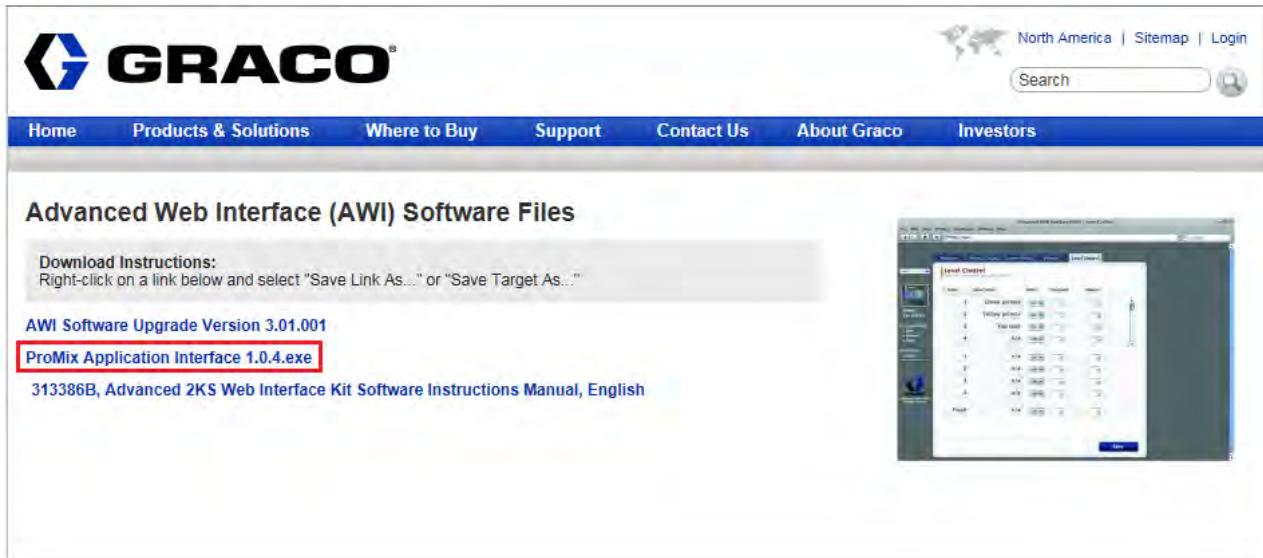 GRACO®
North America | Sitemap | Login
Search
Home Products & Solutions Where to Buy Support Contact Us About Graco Investors
Advanced Web Interface (AWI) Software Files
Download Instructions:
Right-click on a link below and select "Save Link As..." or "Save Target As..."
AWI Software Upgrade Version 3.01.001
ProMix Application Interface 1.0.4.exe
313386B, Advanced 2KS Web Interface Kit Software Instructions Manual, English
Level Control